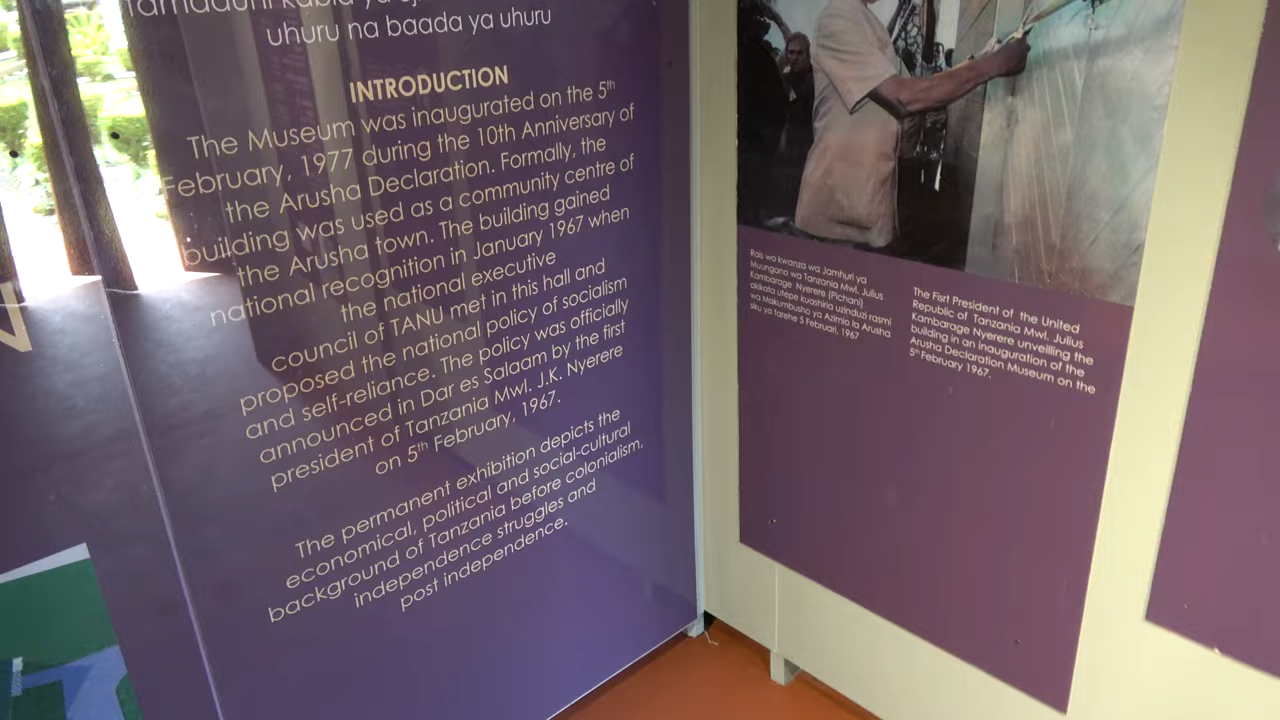 uhuru na baada ya uhuru
INTRODUCTION
The Museum was inaugurated on the 5th
February, 1977 during the 10th Anniversary of
the Arusha Declaration. Formally, the
building was used as a community centre of
the Arusha town. The building gained
national recognition in January 1967 when
the national executive
council of TANU met in this hall and
proposed the national policy of socialism
and self-reliance. The policy was officially
announced in Dar es Salaam by the first
president of Tanzania Mwl. J.K. Nyerere
on 5th February, 1967.
The permanent exhibition depicts the
economical, political and social-cultural
background of Tanzania before colonialism,
independence struggles and
post independence.
Rais wa kwanza wa Jamhuri ya
Muungano wa Tanzania Mwl. Julius
Kambarage Nyerere (Pichani)
akikata utepe kuashiria uzinduzi rasmi
wa Makumbusho ya Azimio la Arusha
siku ya tarehe 5 Februari, 1967
The Fisrt President of the United
Republic of Tanzania Mwl. Julius
Kambarage Nyerere unveilling the
building in an inauguration of the
Arusha Declaration Museum on the
5th February 1967.